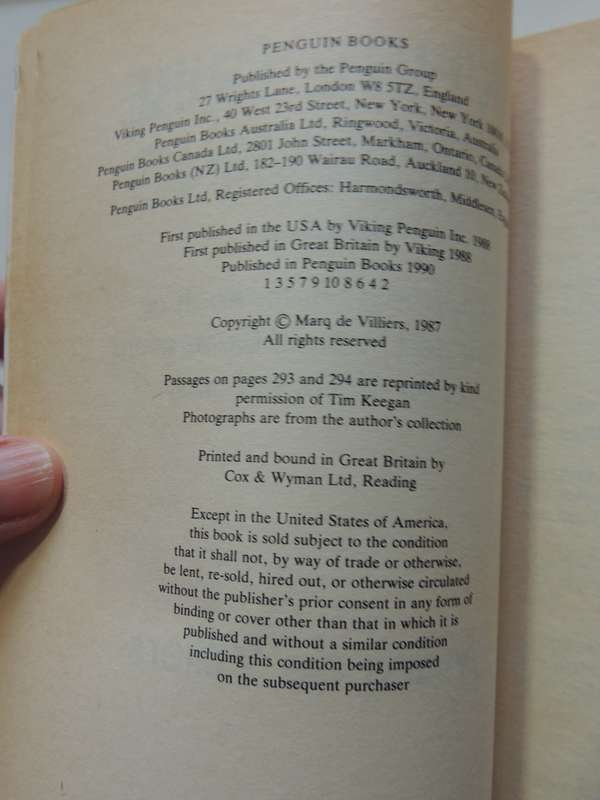 PENGUIN BOOKS
Published by the Penguin Group
27 Wrights Lane, London W8 5TZ, England
Viking Penguin Inc., 40 West 23rd Street, New York, New York
Penguin Books Australia Ltd, Ringwood, Victoria, Australia
Penguin Books Canada Ltd, 2801 John Street, Markham, Ontario, Canada
Penguin Books (NZ) Ltd, 182–190 Wairau Road, Auckland 10, New
Penguin Books Ltd, Registered Offices: Harmondsworth, Middlesex,
First published in the USA by Viking Penguin Inc. 1988
First published in Great Britain by Viking 1988
Published in Penguin Books 1990
1 3 5 7 9 10 8 6 4 2
Copyright © Marq de Villiers, 1987
All rights reserved
Passages on pages 293 and 294 are reprinted by kind
permission of Tim Keegan
Photographs are from the author's collection
Printed and bound in Great Britain by
Cox & Wyman Ltd, Reading
Except in the United States of America,
this book is sold subject to the condition
that it shall not, by way of trade or otherwise,
be lent, re-sold, hired out, or otherwise circulated
without the publisher's prior consent in any form of
binding or cover other than that in which it is
published and without a similar condition
including this condition being imposed
on the subsequent purchaser